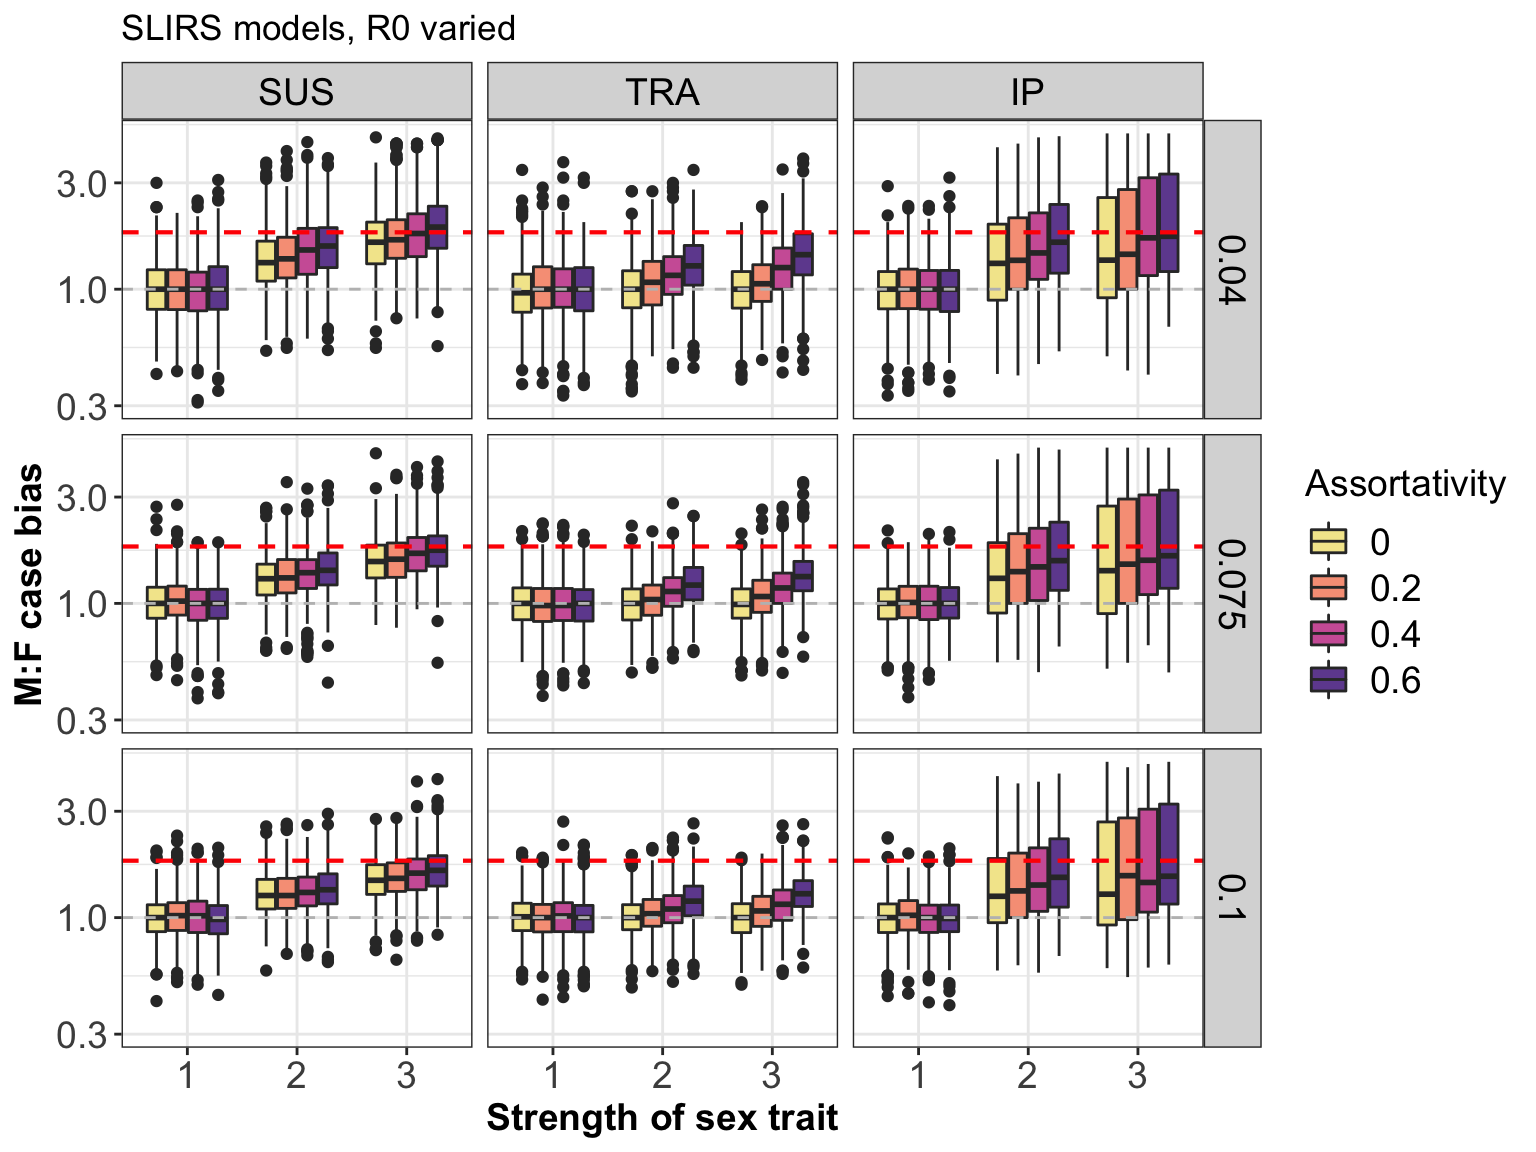 SLIRS models, R0 varied
SUS TRA IP
3.0
1.0
0.3
0.04
3.0
1.0
0.3
0.075
3.0
1.0
0.3
0.1
M:F case bias
1 2 3 1 2 3 1 2 3
Strength of sex trait
Assortativity
0
0.2
0.4
0.6